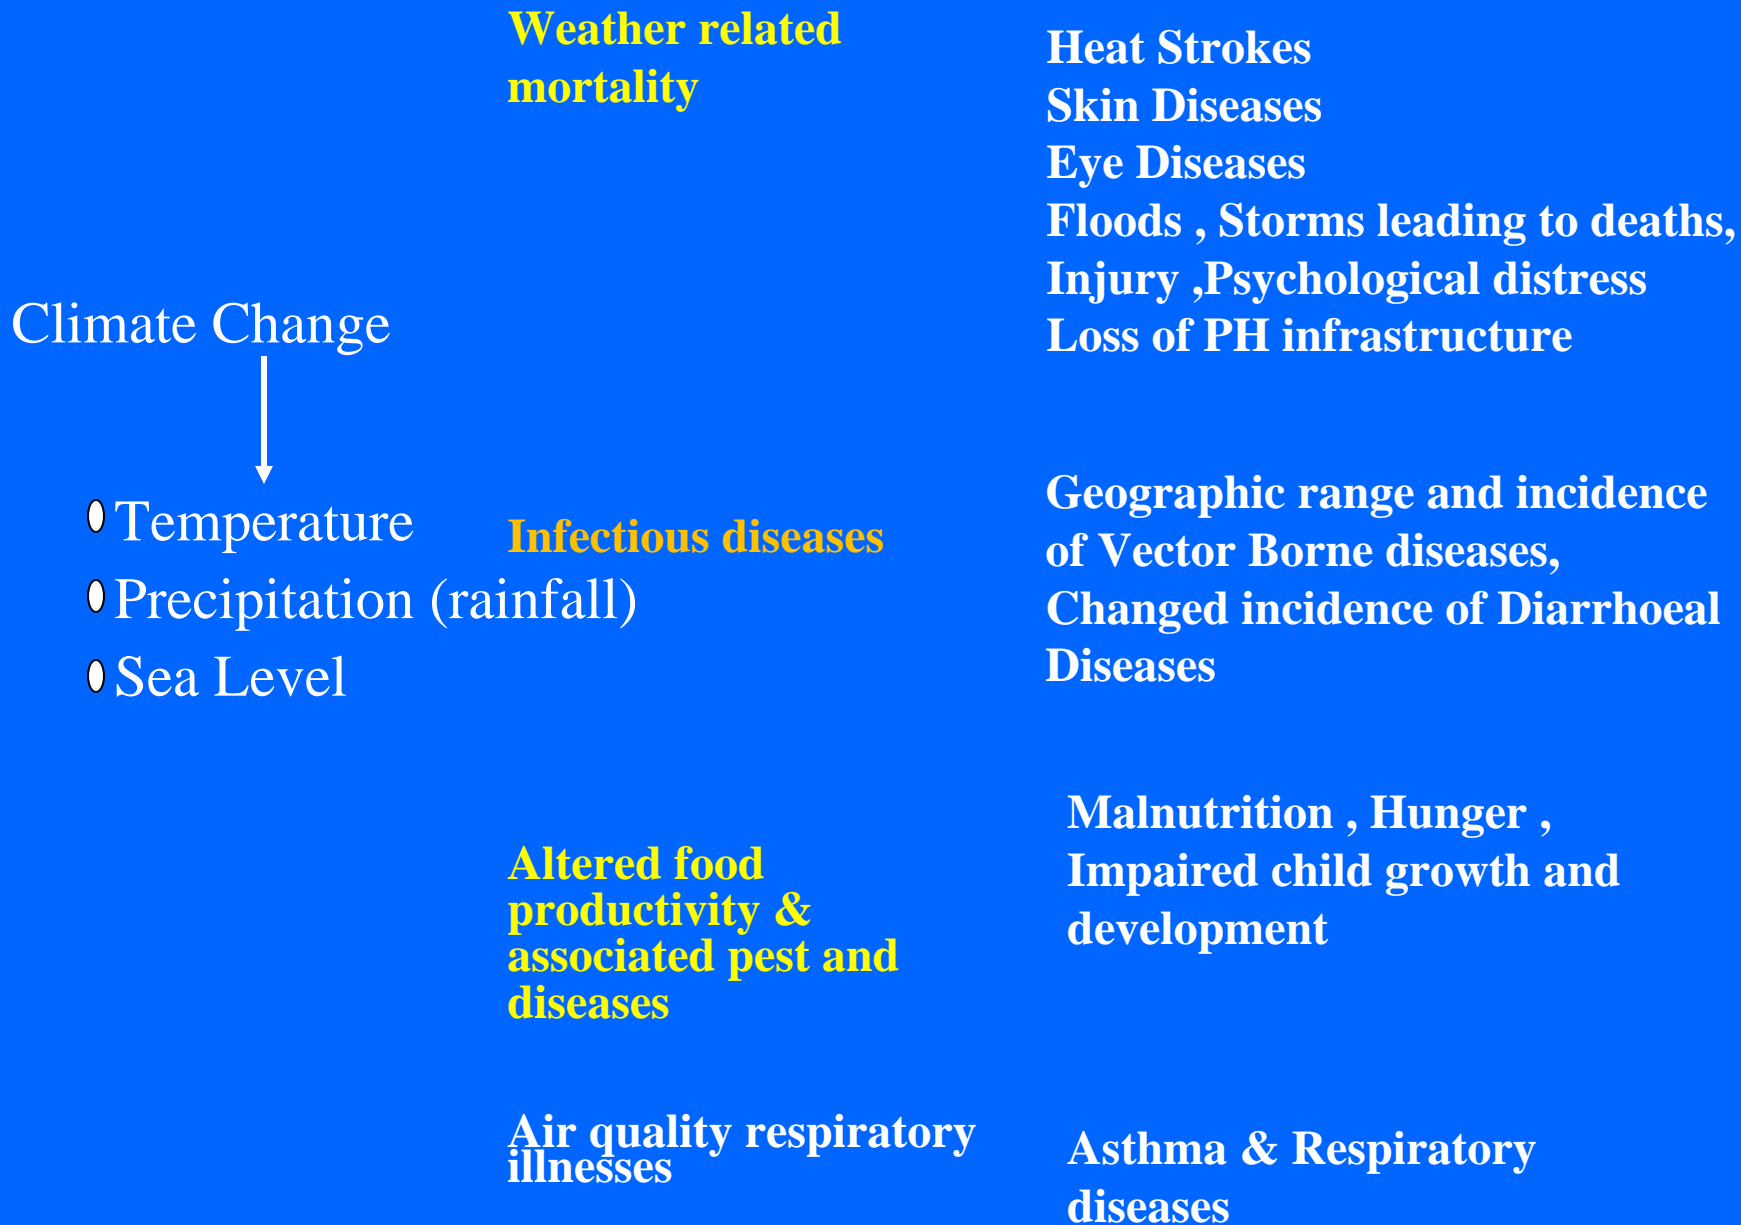 Climate Change
Temperature
Precipitation (rainfall)
Sea Level
Weather related
mortality
Heat Strokes
Skin Diseases
Eye Diseases
Floods , Storms leading to deaths,
Injury ,Psychological distress
Loss of PH infrastructure
Infectious diseases
Geographic range and incidence
of Vector Borne diseases,
Changed incidence of Diarrhoeal
Diseases
Altered food
productivity &
associated pest and
diseases
Malnutrition , Hunger ,
Impaired child growth and
development
Air quality respiratory
illnesses
Asthma & Respiratory
diseases